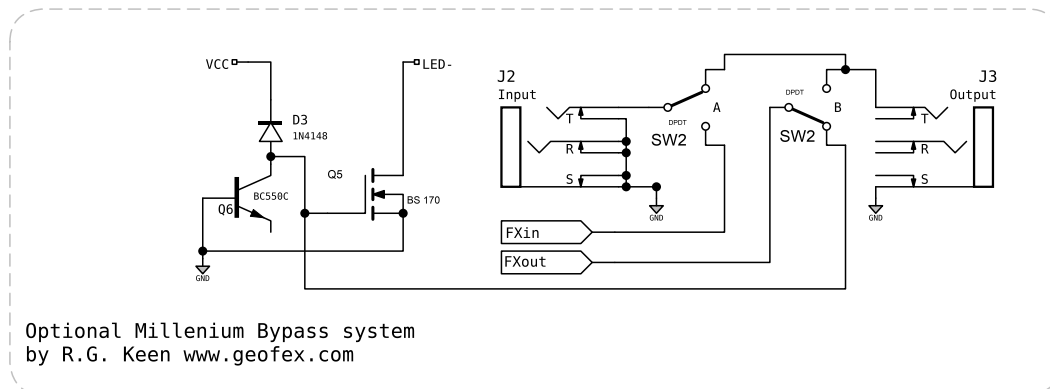 VCC
LED-
D3
1N4148
Q5
BC550C
Q6
BS 170
GND
J2
Input
T
R
S
GND
A
DPDT
SW2
DPDT
B
SW2
J3
Output
T
R
S
GND
FXin
FXout
Optional Millenium Bypass system
by R.G. Keen www.geofex.com